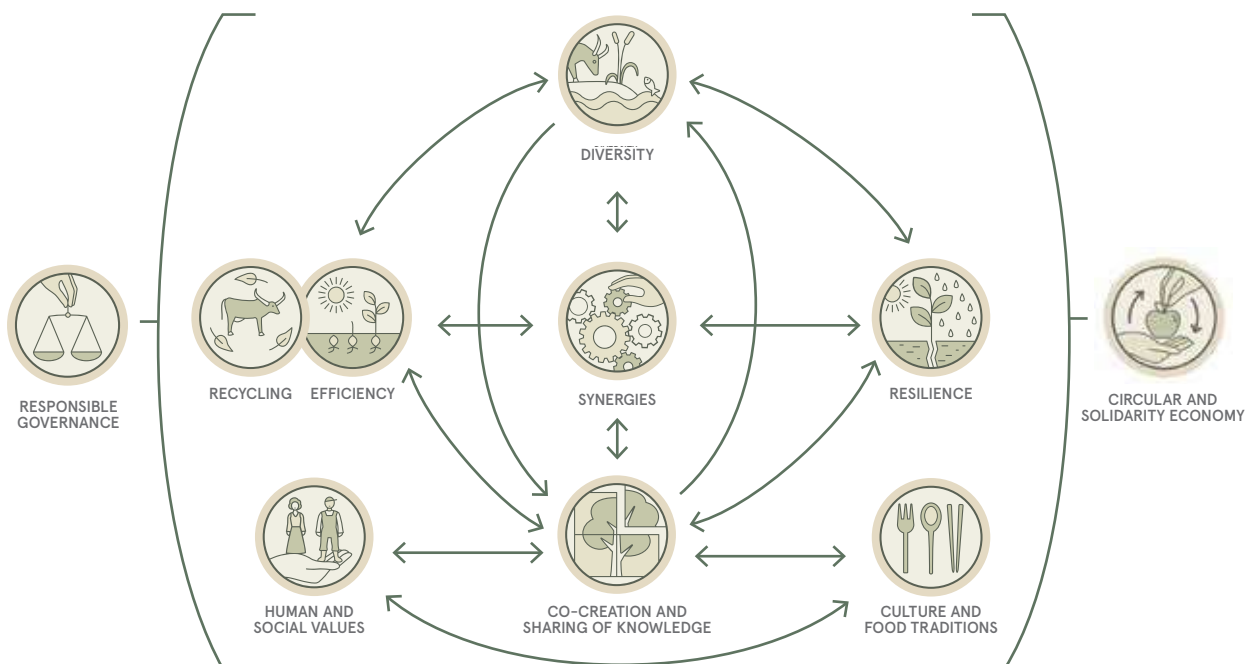 DIVERSITY
RECYCLING
EFFICIENCY
SYNERGIES
RESILIENCE
RESPONSIBLE
GOVERNANCE
CIRCULAR AND
SOLIDARITY ECONOMY
HUMAN AND
SOCIAL VALUES
CO-CREATION AND
SHARING OF KNOWLEDGE
CULTURE AND
FOOD TRADITIONS